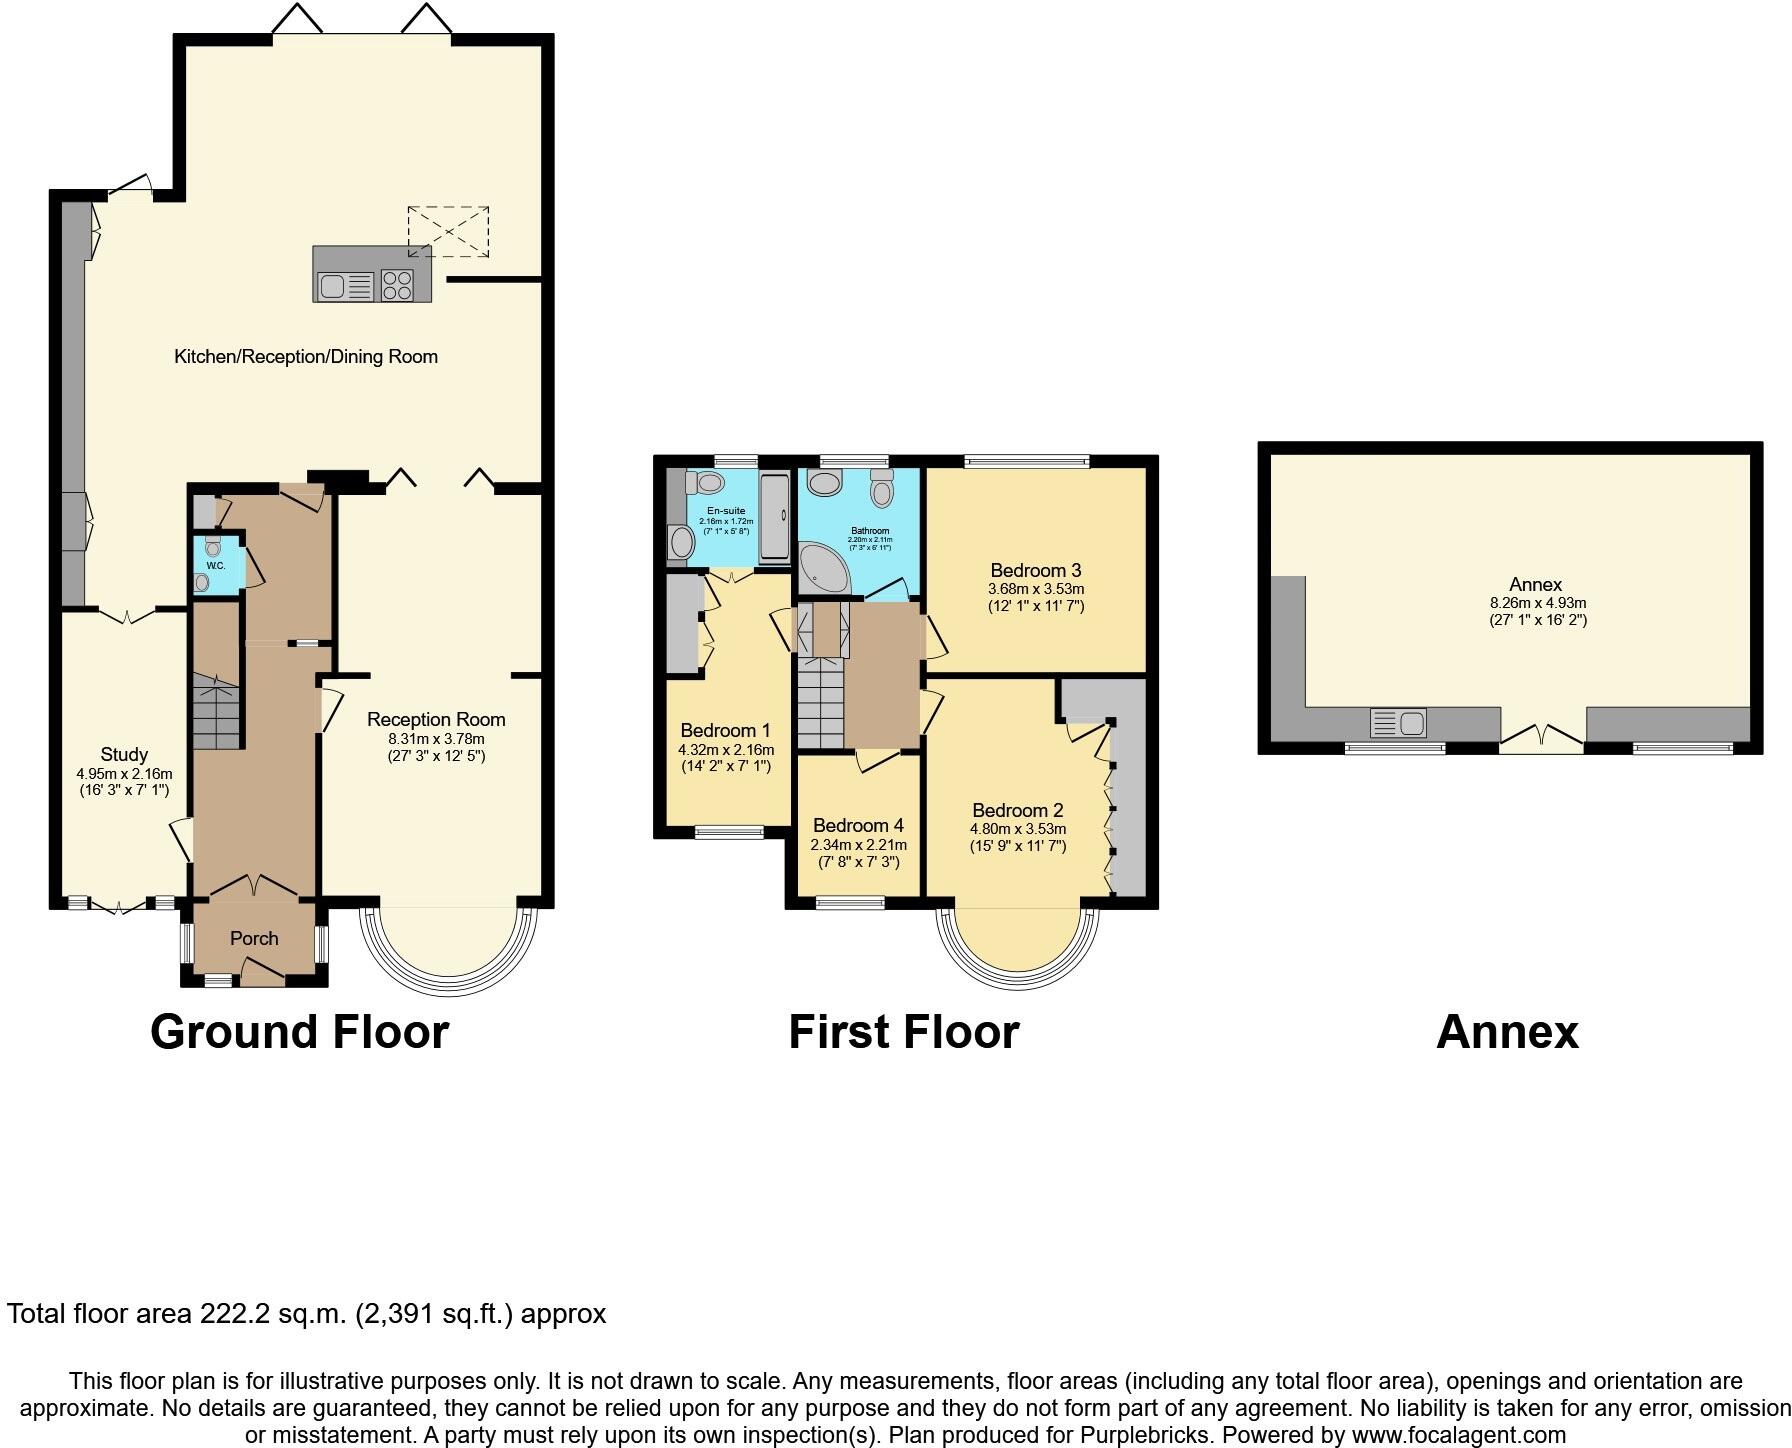 Kitchen/Reception/Dining Room
W.C.
Study
4.95m x 2.16m
(16' 3" x 7' 1")
Reception Room
8.31m x 3.78m
(27' 3" x 12' 5")
Porch
Ground Floor
En-suite
2.16m x 1.72m
(7' 1" x 5' 8")
Bathroom
2.20m x 2.11m
(7' 3" x 6' 11")
Bedroom 3
3.68m x 3.53m
(12' 1" x 11' 7")
Bedroom 1
4.32m x 2.16m
(14' 2" x 7' 1")
Bedroom 4
2.34m x 2.21m
(7' 8" x 7' 3")
Bedroom 2
4.80m x 3.53m
(15' 9" x 11' 7")
First Floor
Annex
8.26m x 4.93m
(27' 1" x 16' 2")
Annex
Total floor area 222.2 sq.m. (2,391 sq.ft.) approx
This floor plan is for illustrative purposes only. It is not drawn to scale. Any measurements, floor areas (including any total floor area), openings and orientation are
approximate. No details are guaranteed, they cannot be relied upon for any purpose and they do not form part of any agreement. No liability is taken for any error, omission
or misstatement. A party must rely upon its own inspection(s). Plan produced for Purplebricks. Powered by www.focalagent.com